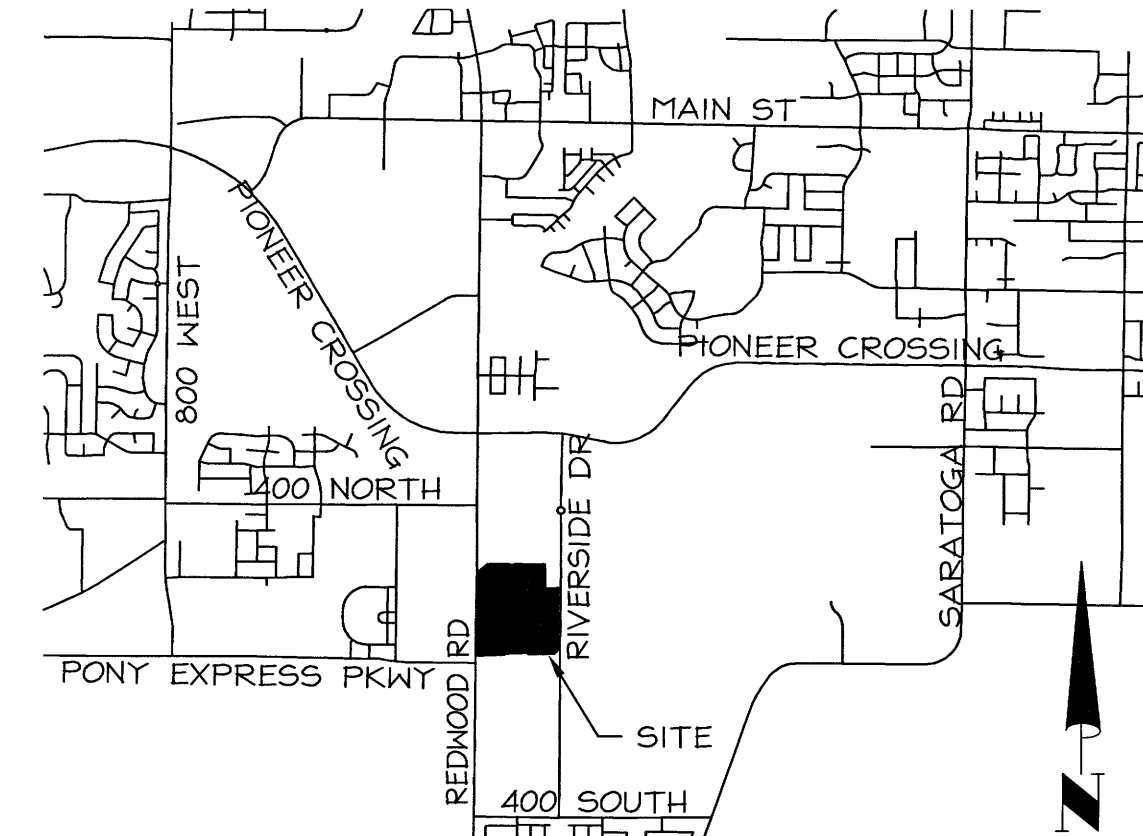 MAIN ST
PIONEER CROSSING
800 WEST
PIONEER CROSSING
SARATOGA RD
400 NORTH
RIVERSIDE DR
REDWOOD RD
PONY EXPRESS PKWY
SITE
400 SOUTH
N